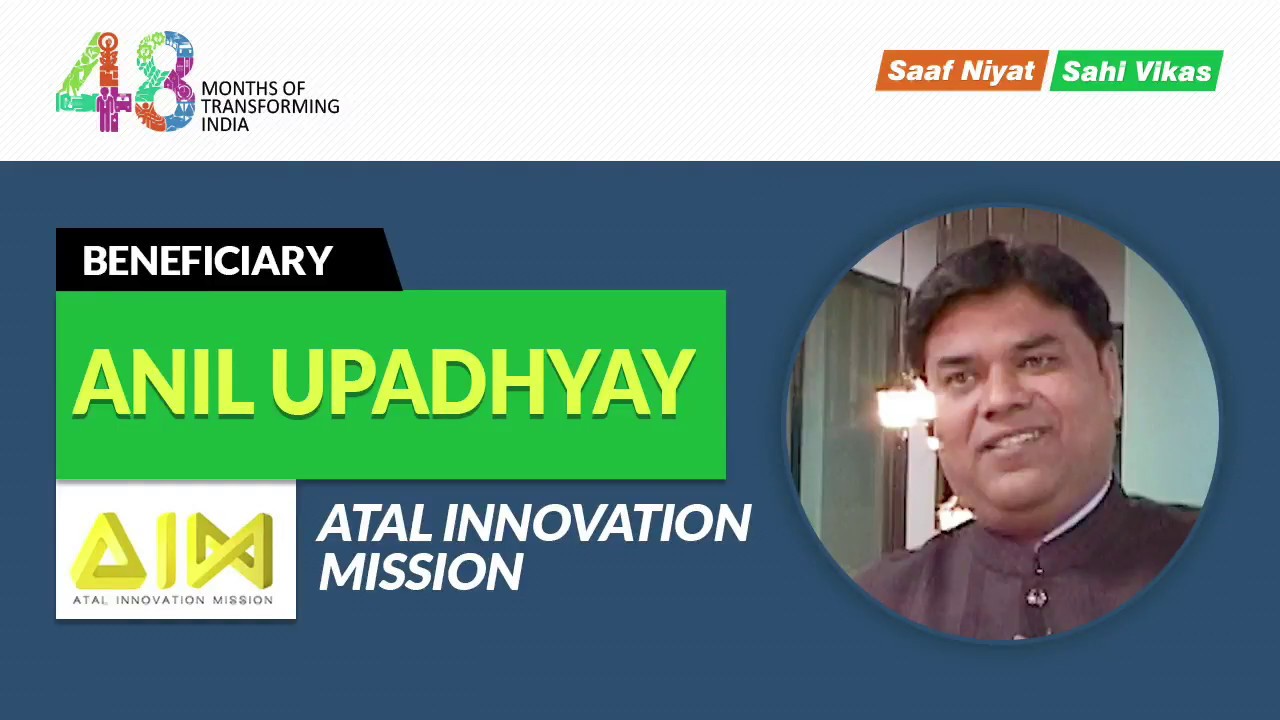 48 MONTHS OF
TRANSFORMING
INDIA
Saaf Niyat Sahi Vikas
BENEFICIARY
ANIL UPADHYAY
AIM
ATAL INNOVATION MISSION
ATAL INNOVATION
MISSION